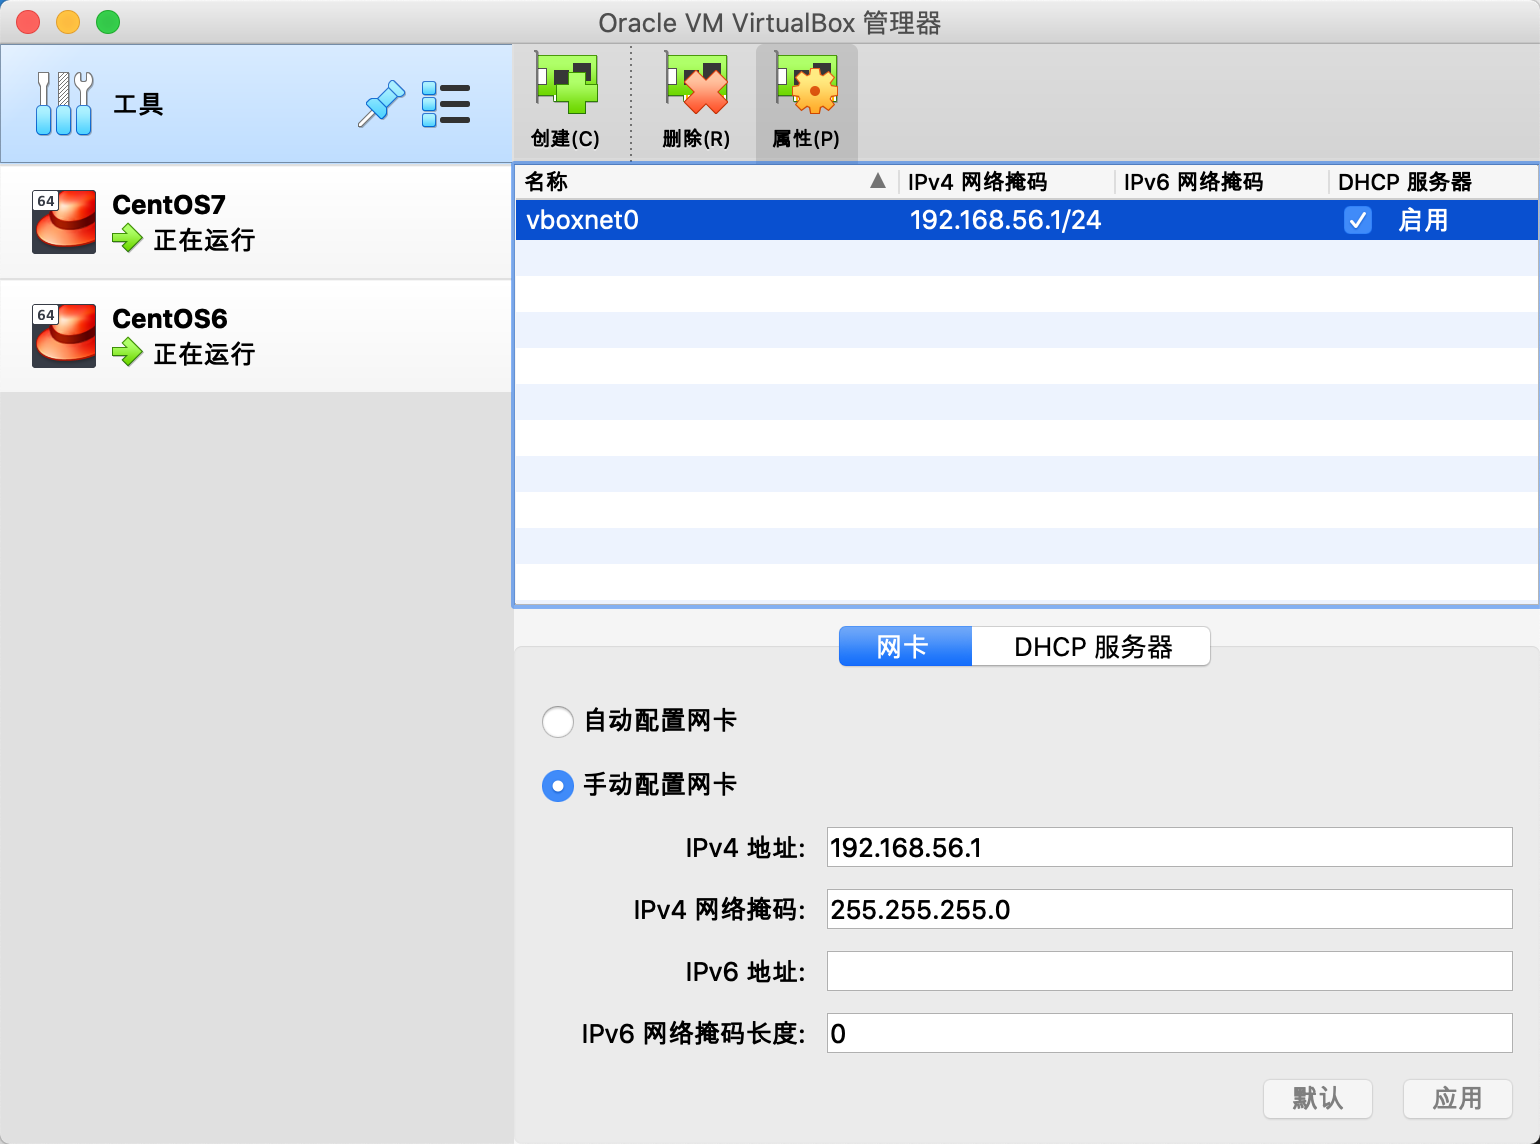 Oracle VM VirtualBox 管理器
工具
创建(C)
删除(R)
属性(P)
64
CentOS7
正在运行
64
CentOS6
正在运行
名称
IPv4 网络掩码
IPv6 网络掩码
DHCP 服务器
vboxnet0
192.168.56.1/24
启用
网卡
DHCP 服务器
自动配置网卡
手动配置网卡
IPv4 地址:
192.168.56.1
IPv4 网络掩码:
255.255.255.0
IPv6 地址:
IPv6 网络掩码长度:
0
默认
应用